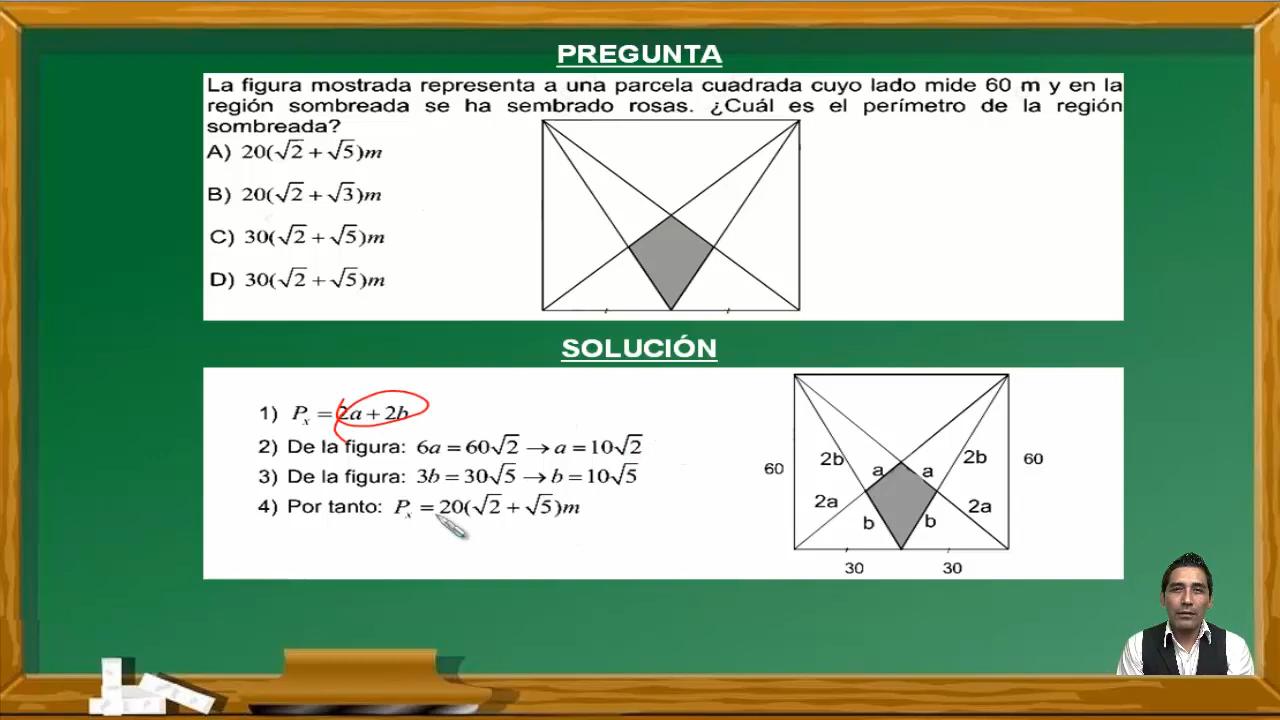 PREGUNTA
La figura mostrada representa a una parcela cuadrada cuyo lado mide 60 m y en la
región sombreada se ha sembrado rosas. ¿Cuál es el perímetro de la región
sombreada?
A) 20(√2 + √5)m
B) 20(√2 + √3)m
C) 30(√2 + √5)m
D) 30(√2 + √5)m
SOLUCIÓN
1) Pₓ = 2a + 2b
2) De la figura: 6a = 60√2 → a = 10√2
3) De la figura: 3b = 30√5 → b = 10√5
4) Por tanto: Pₓ = 20(√2 + √5)m
60
2b
a
a
2b
60
2a
b
b
2a
30
30